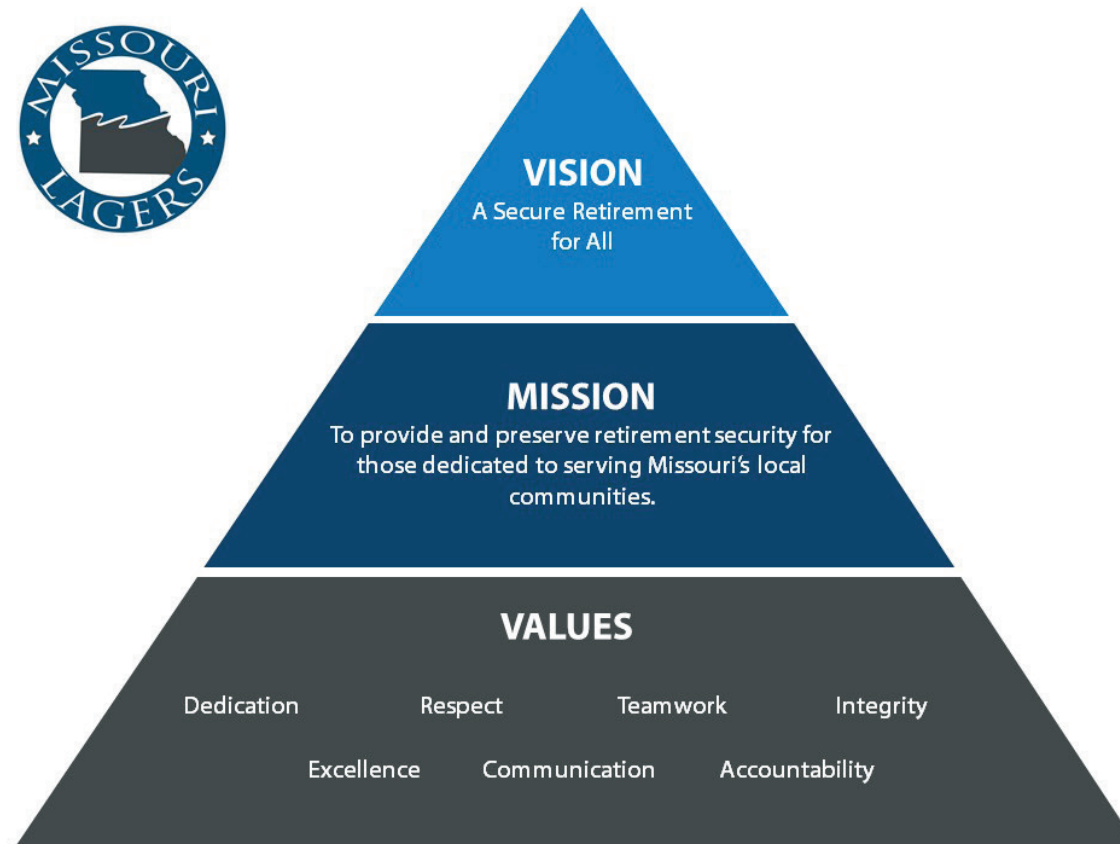 MISSOURI
LAGERS
VISION
A Secure Retirement
for All
MISSION
To provide and preserve retirement security for
those dedicated to serving Missouri's local
communities.
VALUES
Dedication Respect Teamwork Integrity
Excellence Communication Accountability